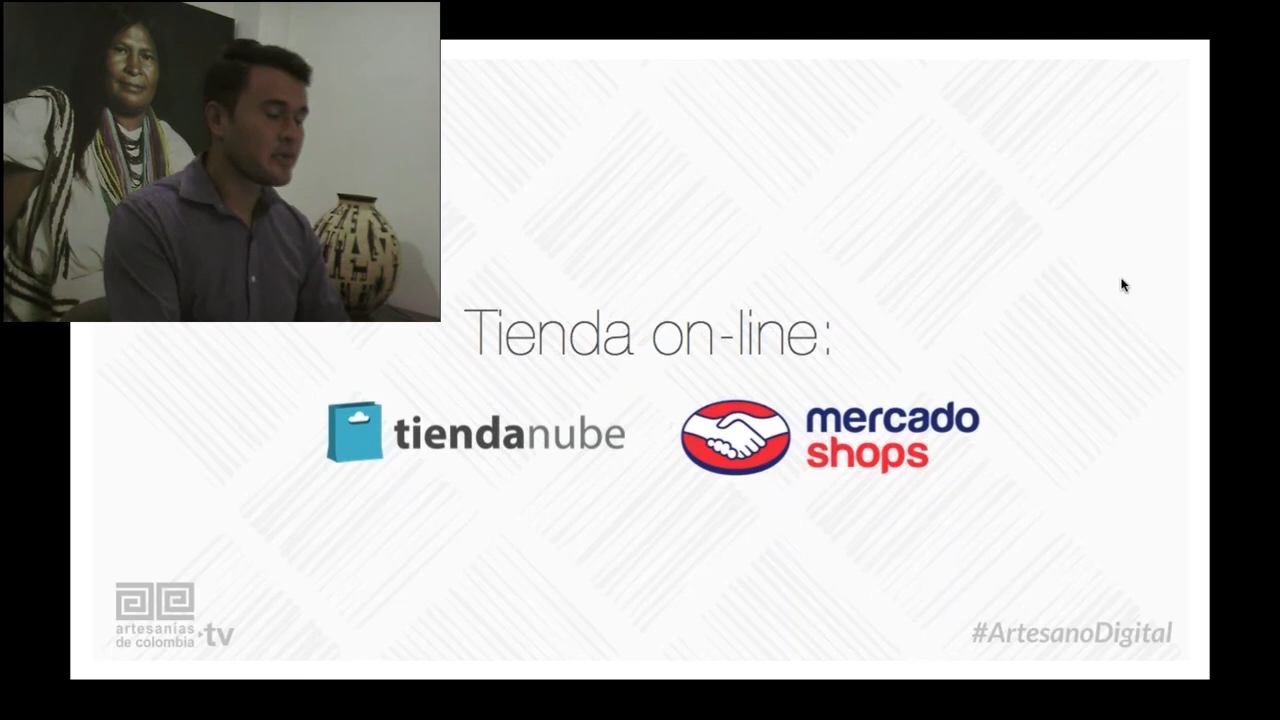 Tienda on-line:
tiendanube
mercado
shops
artesanías
de colombia
tv
#ArtesanoDigital